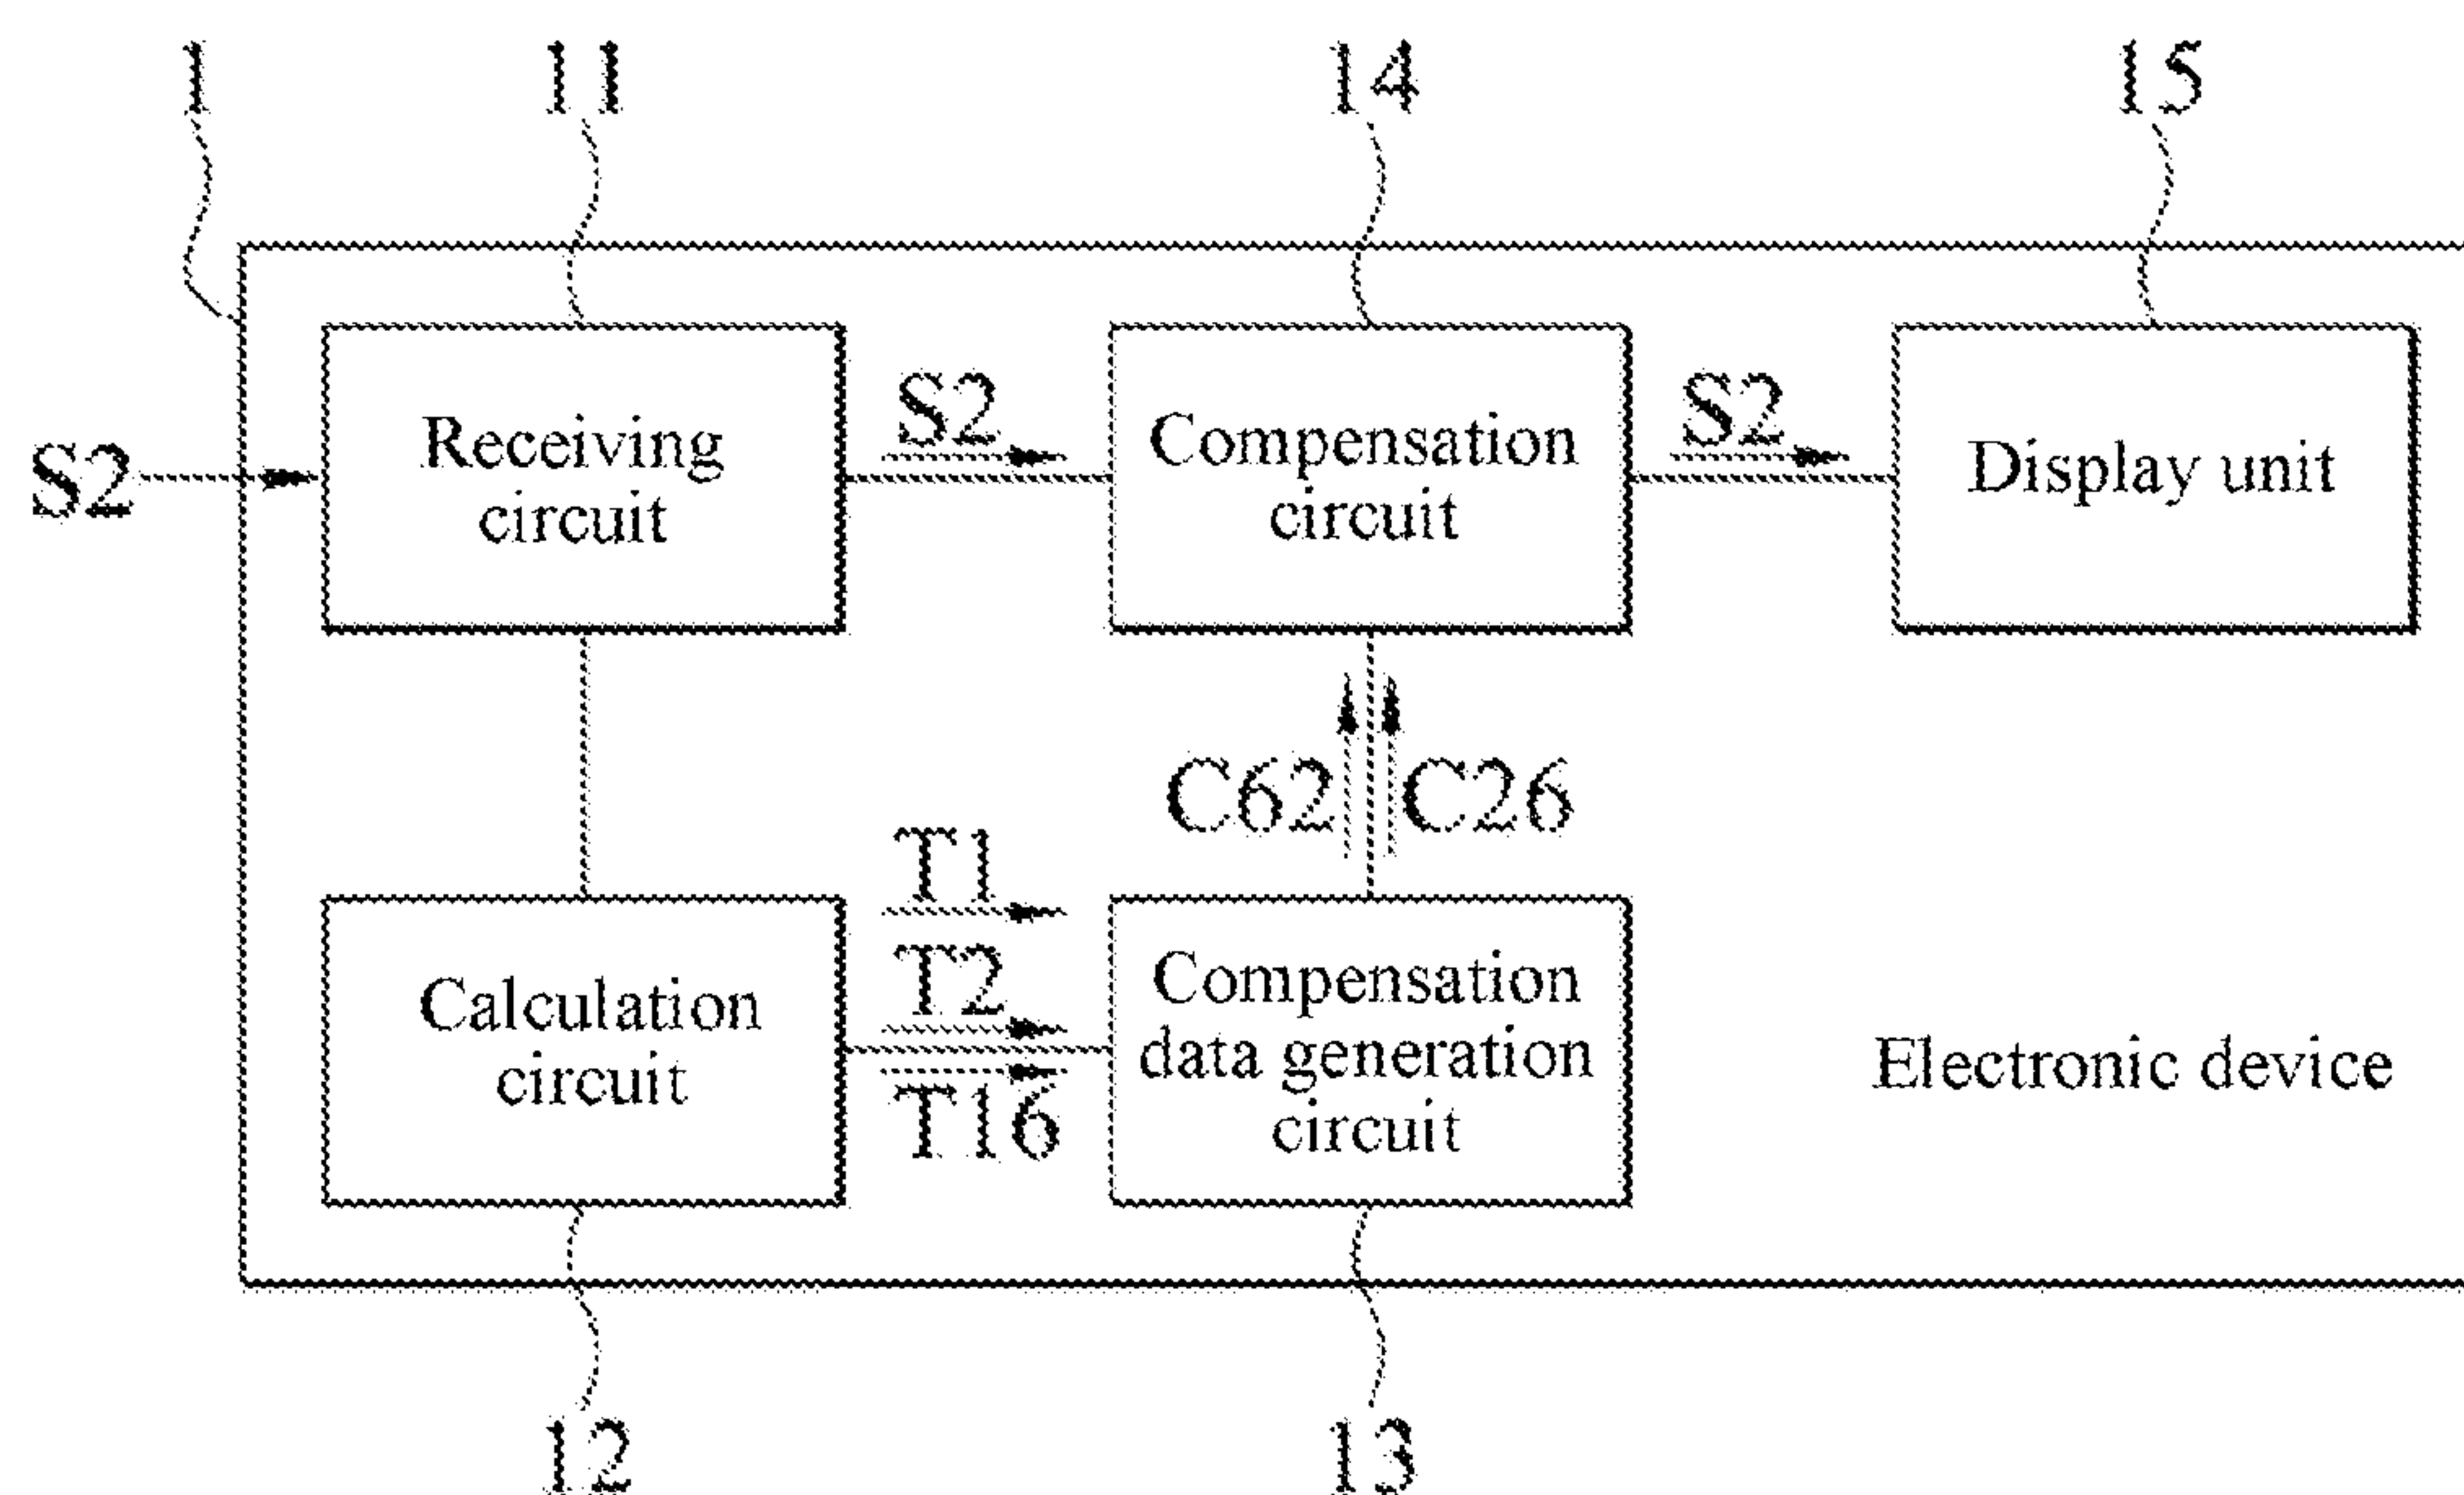 1
11
14
15
S2
Receiving
circuit
S2
Compensation
circuit
S2
Display unit
C62
C26
T1
T2
T16
Calculation
circuit
Compensation
data generation
circuit
Electronic device
12
13